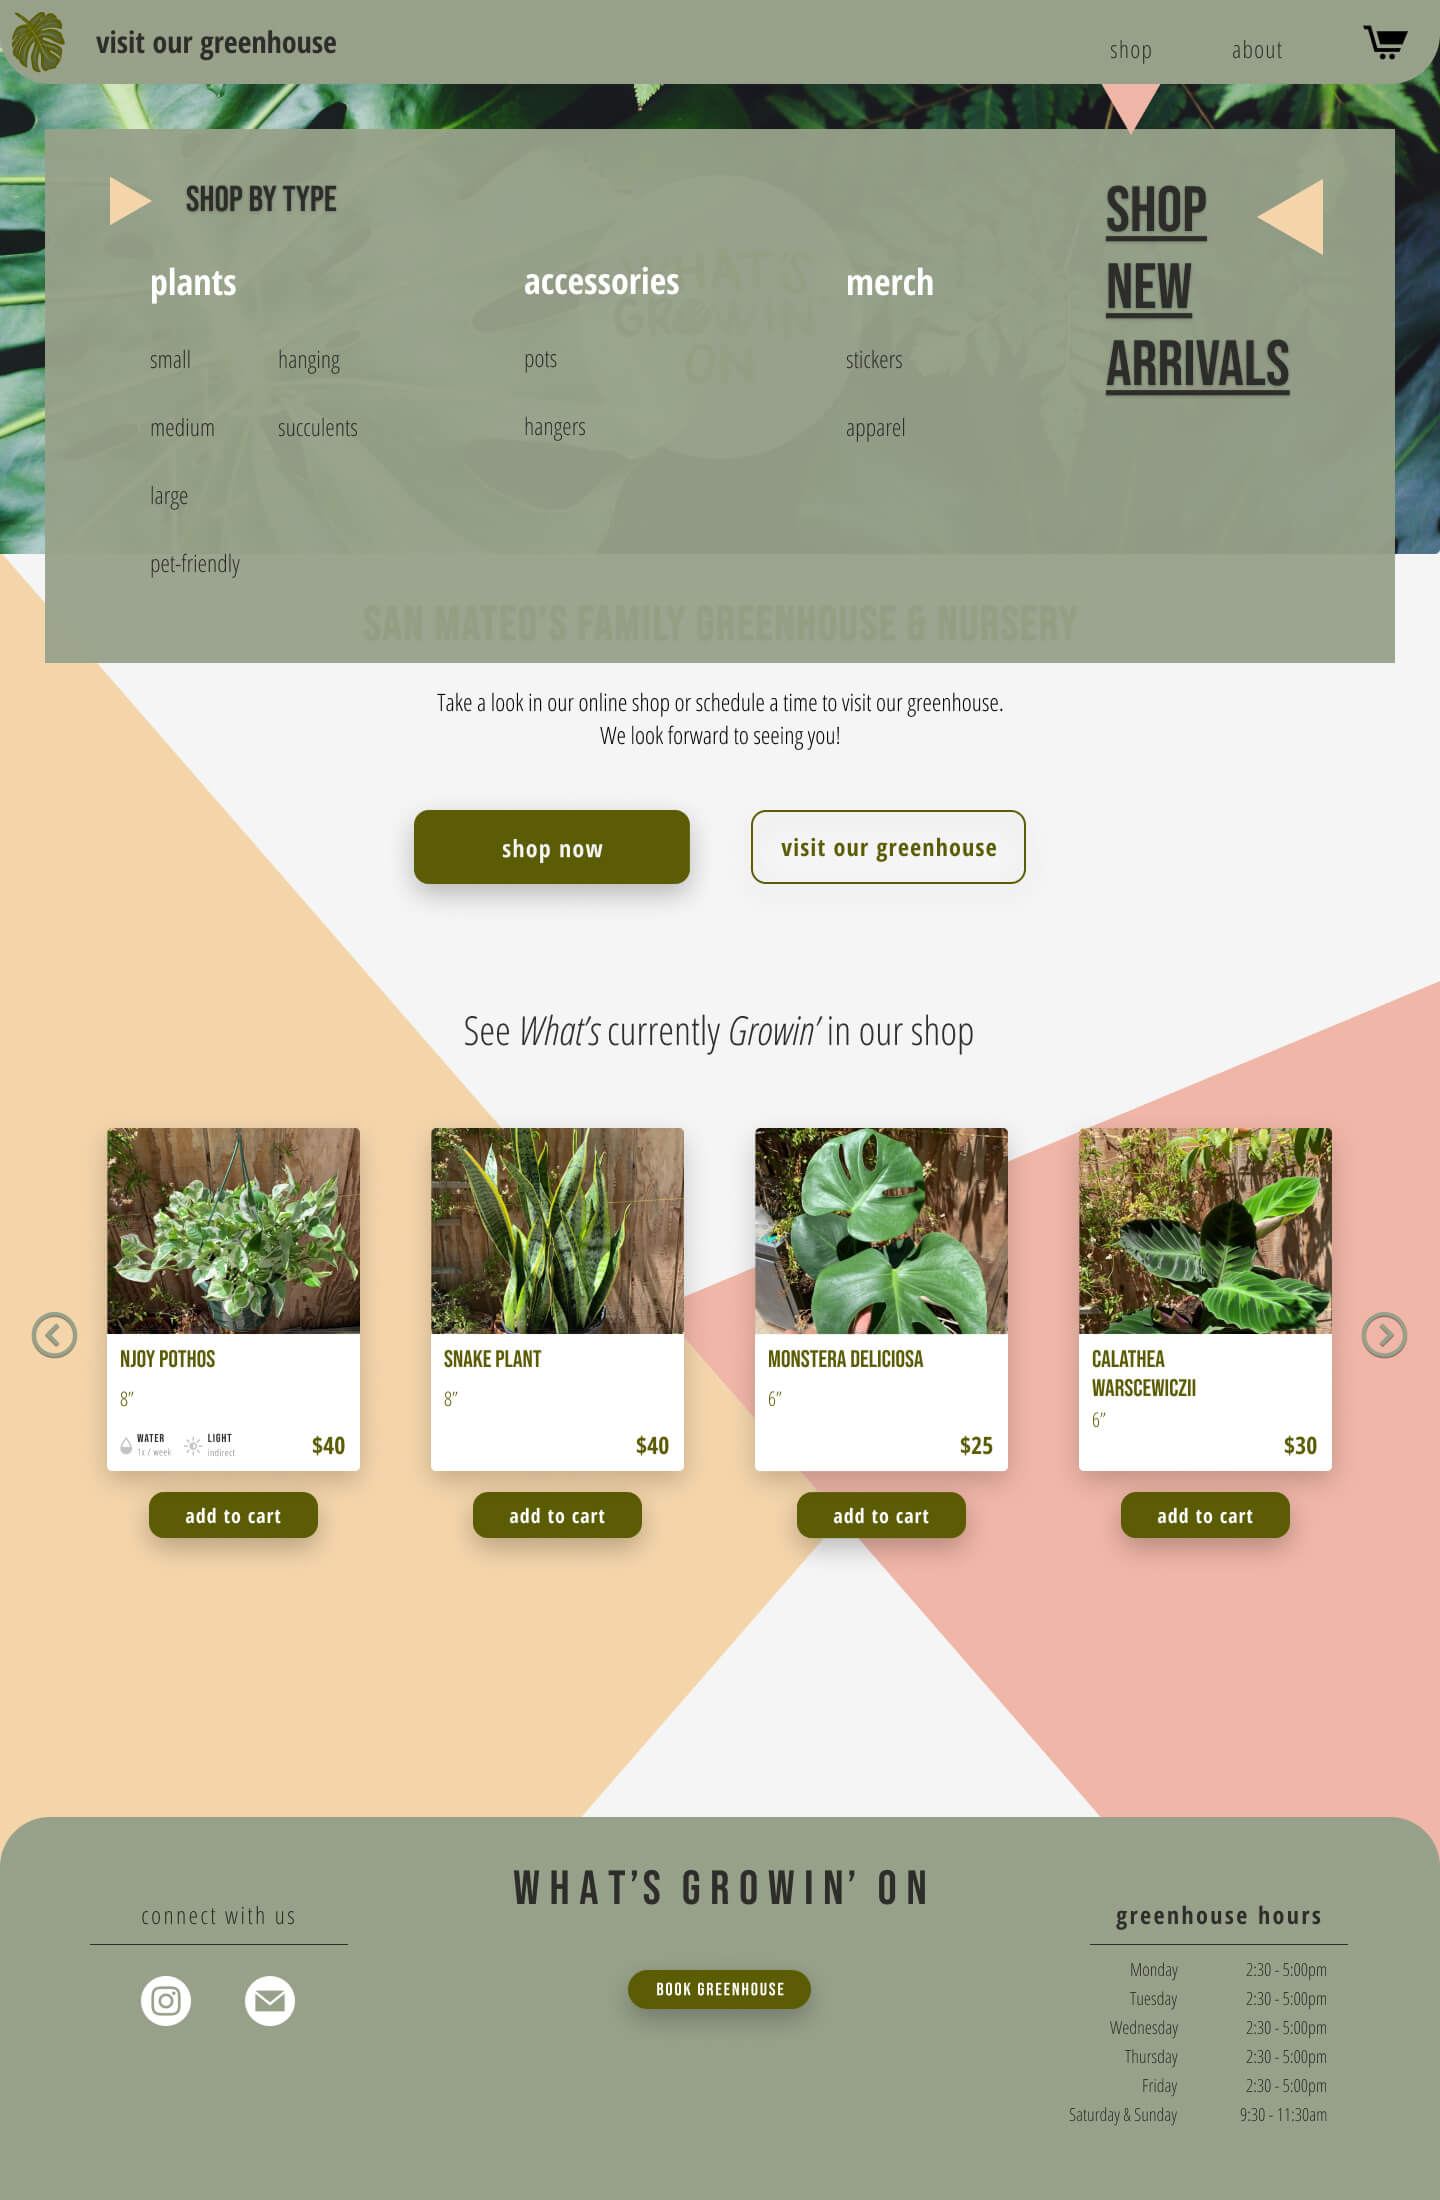 visit our greenhouse
shop
about
SHOP BY TYPE
plants
small
hanging
medium
succulents
large
pet-friendly
accessories
pots
hangers
merch
stickers
apparel
SHOP
NEW
ARRIVALS
WHAT'S
GROWIN'
ON
SAN MATEO'S FAMILY GREENHOUSE & NURSERY
Take a look in our online shop or schedule a time to visit our greenhouse.
We look forward to seeing you!
shop now
visit our greenhouse
See What's currently Growin' in our shop
NJOY POTHOS
8"
WATER
1x / week
LIGHT
indirect
$40
add to cart
SNAKE PLANT
8"
$40
add to cart
MONSTERA DELICIOSA
6"
$25
add to cart
CALATHEA
WARSCEWICZII
6"
$30
add to cart
connect with us
WHAT'S GROWIN' ON
BOOK GREENHOUSE
greenhouse hours
Monday 2:30 - 5:00pm
Tuesday 2:30 - 5:00pm
Wednesday 2:30 - 5:00pm
Thursday 2:30 - 5:00pm
Friday 2:30 - 5:00pm
Saturday & Sunday 9:30 - 11:30am